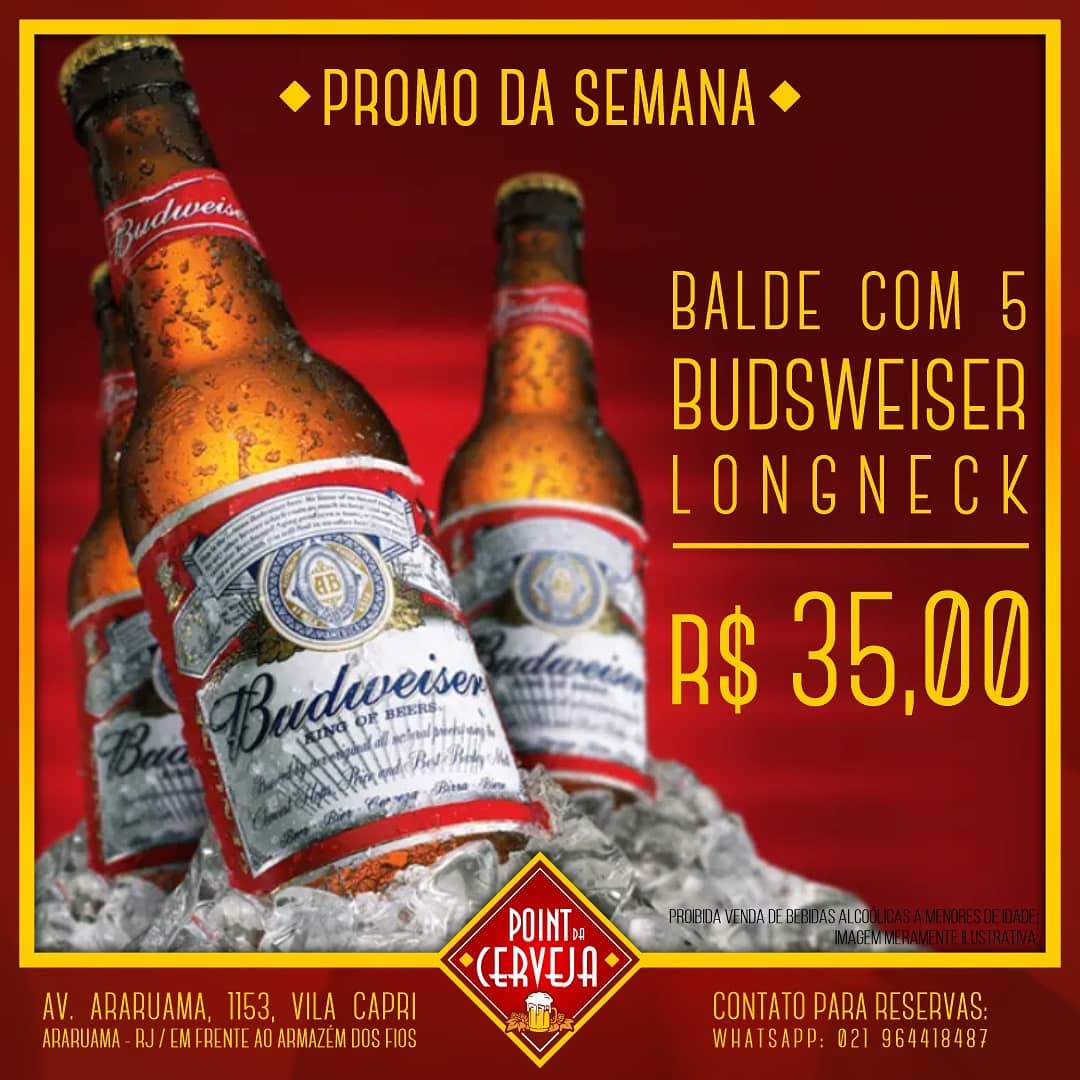 ◆ PROMO DA SEMANA ◆
BALDE COM 5
BUDSWEISER
LONGNECK
R$ 35,00
Budweiser
Budweiser
Budweiser
KING OF BEERS
Budweiser
PROIBIDA VENDA DE BEBIDAS ALCOÓLICAS A MENORES DE IDADE.
IMAGEM MERAMENTE ILUSTRATIVA.
POINT DA
CERVEJA
AV. ARARUAMA, 1153, VILA CAPRI
ARARUAMA - RJ / EM FRENTE AO ARMAZÉM DOS FIOS
CONTATO PARA RESERVAS:
WHATSAPP: 021 964418487